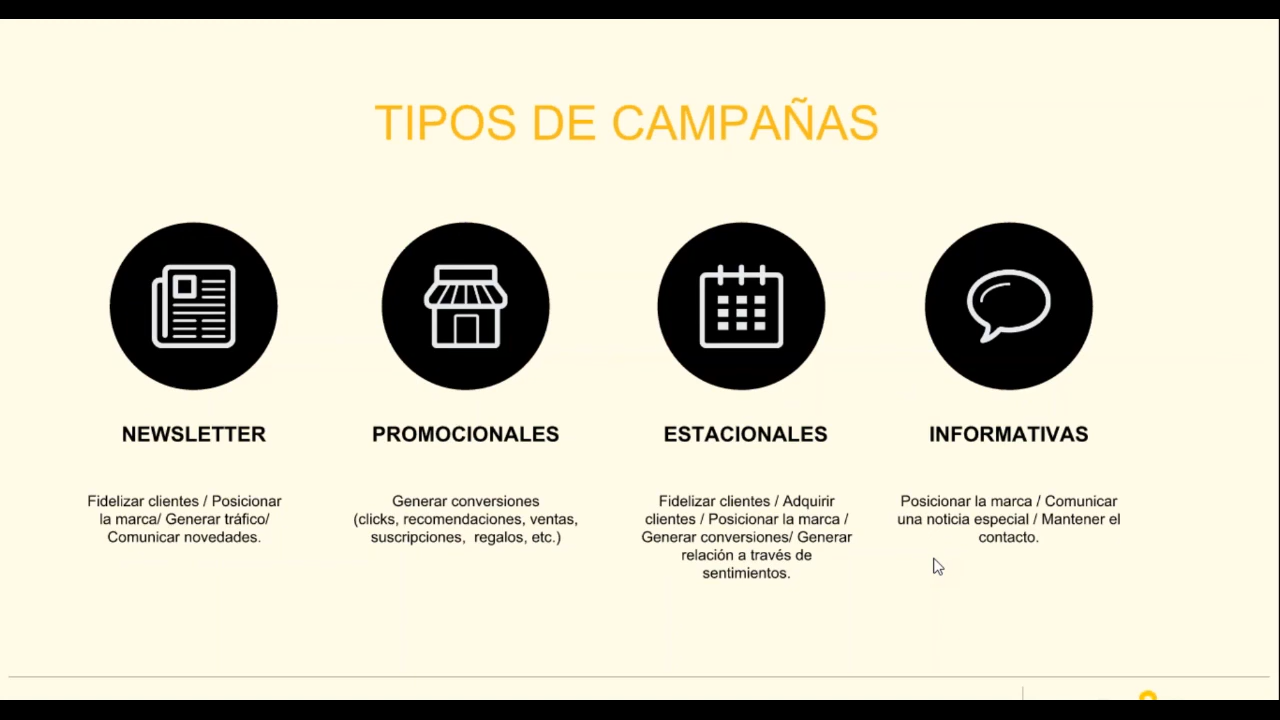 TIPOS DE CAMPAÑAS
NEWSLETTER
Fidelizar clientes / Posicionar
la marca/ Generar tráfico/
Comunicar novedades.
PROMOCIONALES
Generar conversiones
(clicks, recomendaciones, ventas,
suscripciones, regalos, etc.)
ESTACIONALES
Fidelizar clientes / Adquirir
clientes / Posicionar la marca /
Generar conversiones/ Generar
relación a través de
sentimientos.
INFORMATIVAS
Posicionar la marca / Comunicar
una noticia especial / Mantener el
contacto.